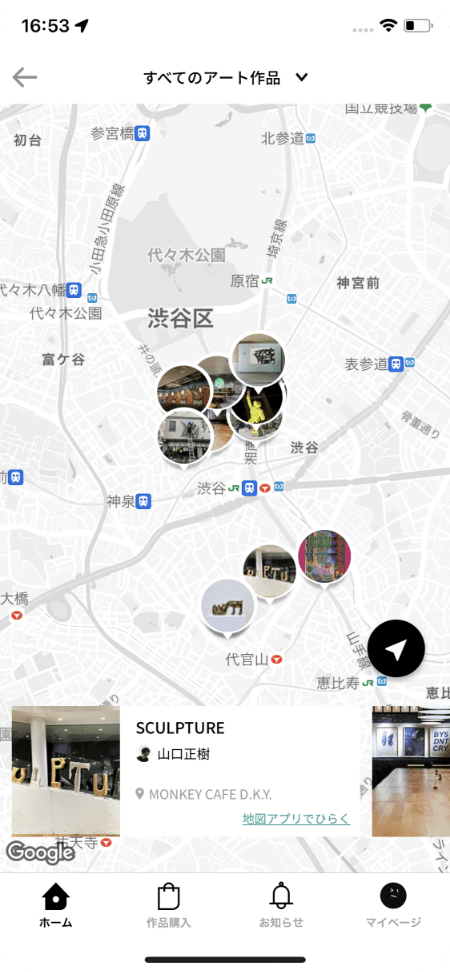 16:53
すべてのアート作品
国立競技場
初台
参宮橋
北参道
小田急小田原線
埼京線
代々木公園
原宿
代々木八幡
神宮前
代々木公園
渋谷区
富ケ谷
井の頭
表参道
骨董通り
渋谷
渋谷
神泉
大橋
代官山
山手線
恵比寿
恵比
SCULPTURE
山口正樹
MONKEY CAFE D.K.Y.
地図アプリでひらく
BYS
DNT
CRY
祐天寺
Google
ホーム
作品購入
お知らせ
マイページ